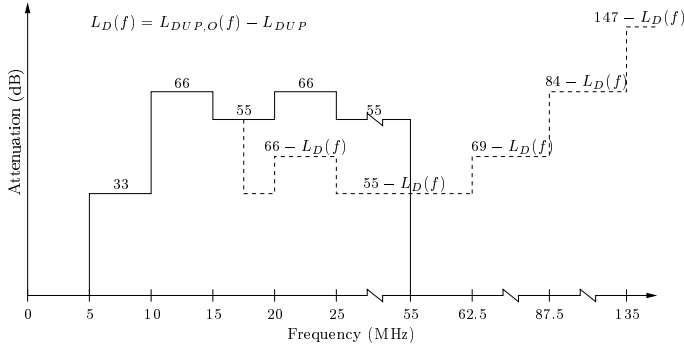 147 − L_D(f)
L_D(f) = L_{DUP,O}(f) − L_{DUP}
66
66
84 − L_D(f)
55
55
66 − L_D(f)
69 − L_D(f)
33
55 − L_D(f)
Attenuation (dB)
0 5 10 15 20 25 55 62.5 87.5 135
Frequency (MHz)